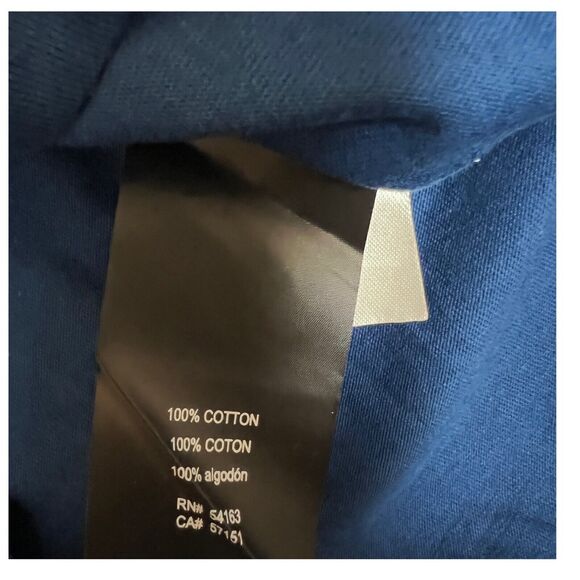 100% COTTON
100% COTON
100% algodón
RN# 54163
CA# 57151